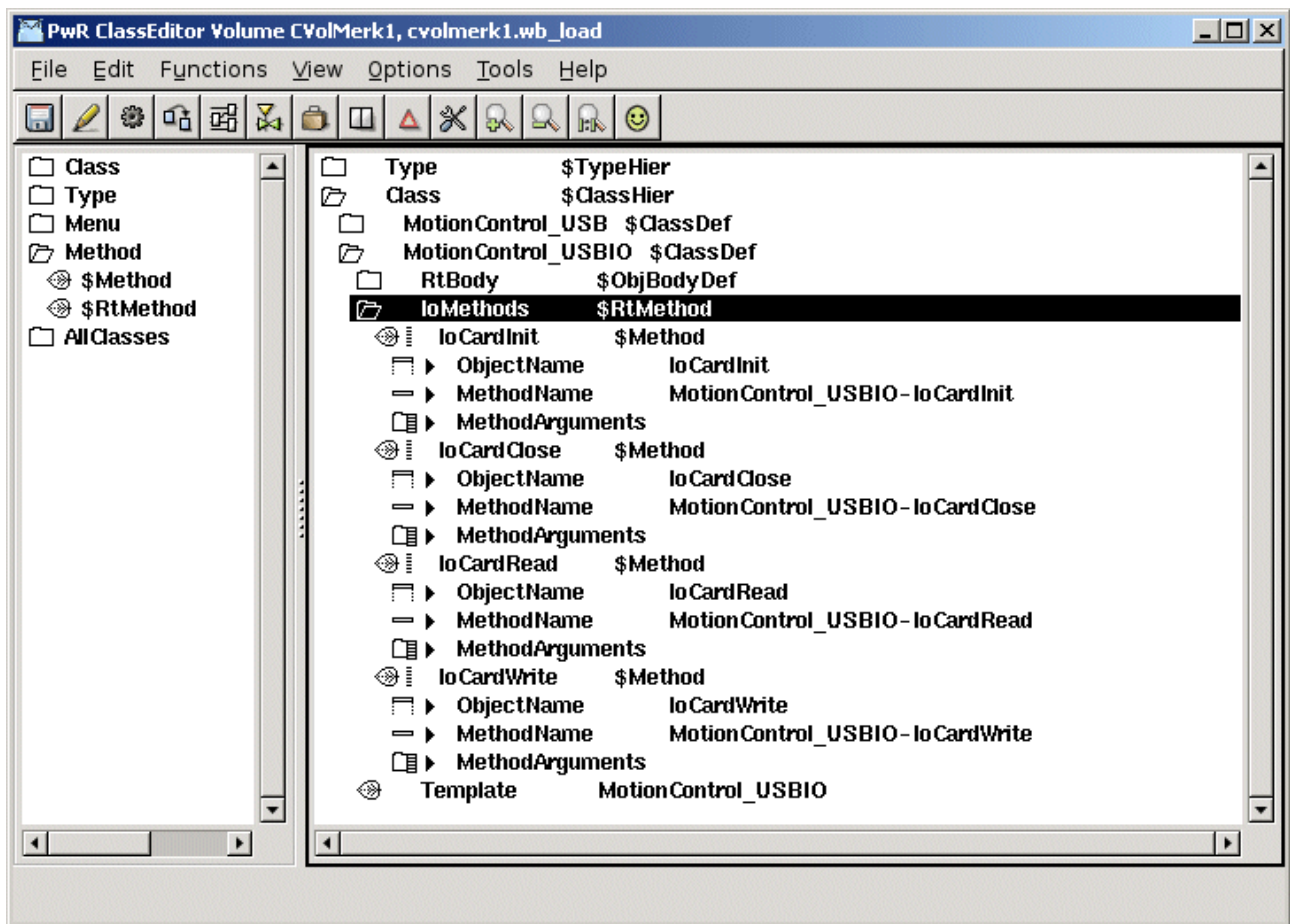 PwR ClassEditor Volume CVolMerk1, cvolmerk1.wb_load
File Edit Functions View Options Tools Help
Class
Type
Menu
Method
$Method
$RtMethod
AllClasses
Type $TypeHier
Class $ClassHier
MotionControl_USB $ClassDef
MotionControl_USBIO $ClassDef
RtBody $ObjBodyDef
IoMethods $RtMethod
IoCardInit $Method
ObjectName IoCardInit
MethodName MotionControl_USBIO-IoCardInit
MethodArguments
IoCardClose $Method
ObjectName IoCardClose
MethodName MotionControl_USBIO-IoCardClose
MethodArguments
IoCardRead $Method
ObjectName IoCardRead
MethodName MotionControl_USBIO-IoCardRead
MethodArguments
IoCardWrite $Method
ObjectName IoCardWrite
MethodName MotionControl_USBIO-IoCardWrite
MethodArguments
Template MotionControl_USBIO